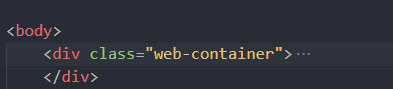 <body>
<div class="web-container">···
</div>